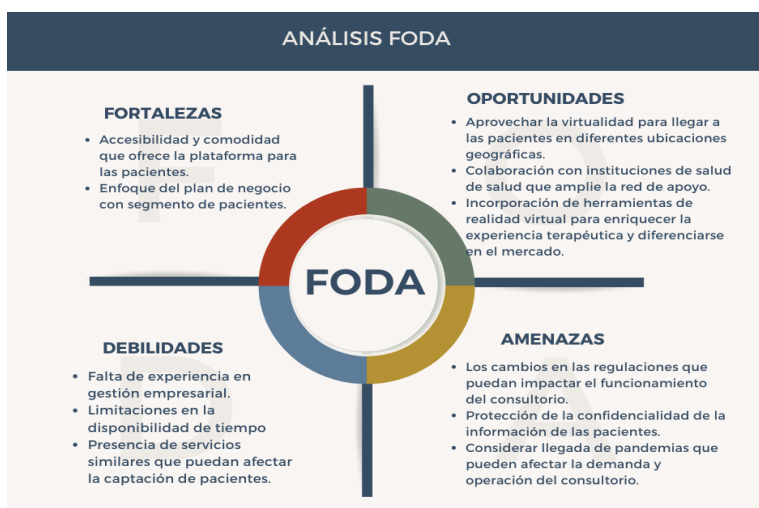 ANÁLISIS FODA
FORTALEZAS
• Accesibilidad y comodidad
que ofrece la plataforma para
las pacientes.
• Enfoque del plan de negocio
con segmento de pacientes.
OPORTUNIDADES
• Aprovechar la virtualidad para llegar a
las pacientes en diferentes ubicaciones
geográficas.
• Colaboración con instituciones de salud
de salud que amplie la red de apoyo.
• Incorporación de herramientas de
realidad virtual para enriquecer la
experiencia terapéutica y diferenciarse
en el mercado.
FODA
DEBILIDADES
• Falta de experiencia en
gestión empresarial.
• Limitaciones en la
disponibilidad de tiempo
• Presencia de servicios
similares que puedan afectar
la captación de pacientes.
AMENAZAS
• Los cambios en las regulaciones que
puedan impactar el funcionamiento
del consultorio.
• Protección de la confidencialidad de la
información de las pacientes.
• Considerar llegada de pandemias que
pueden afectar la demanda y
operación del consultorio.
F
O
D
A